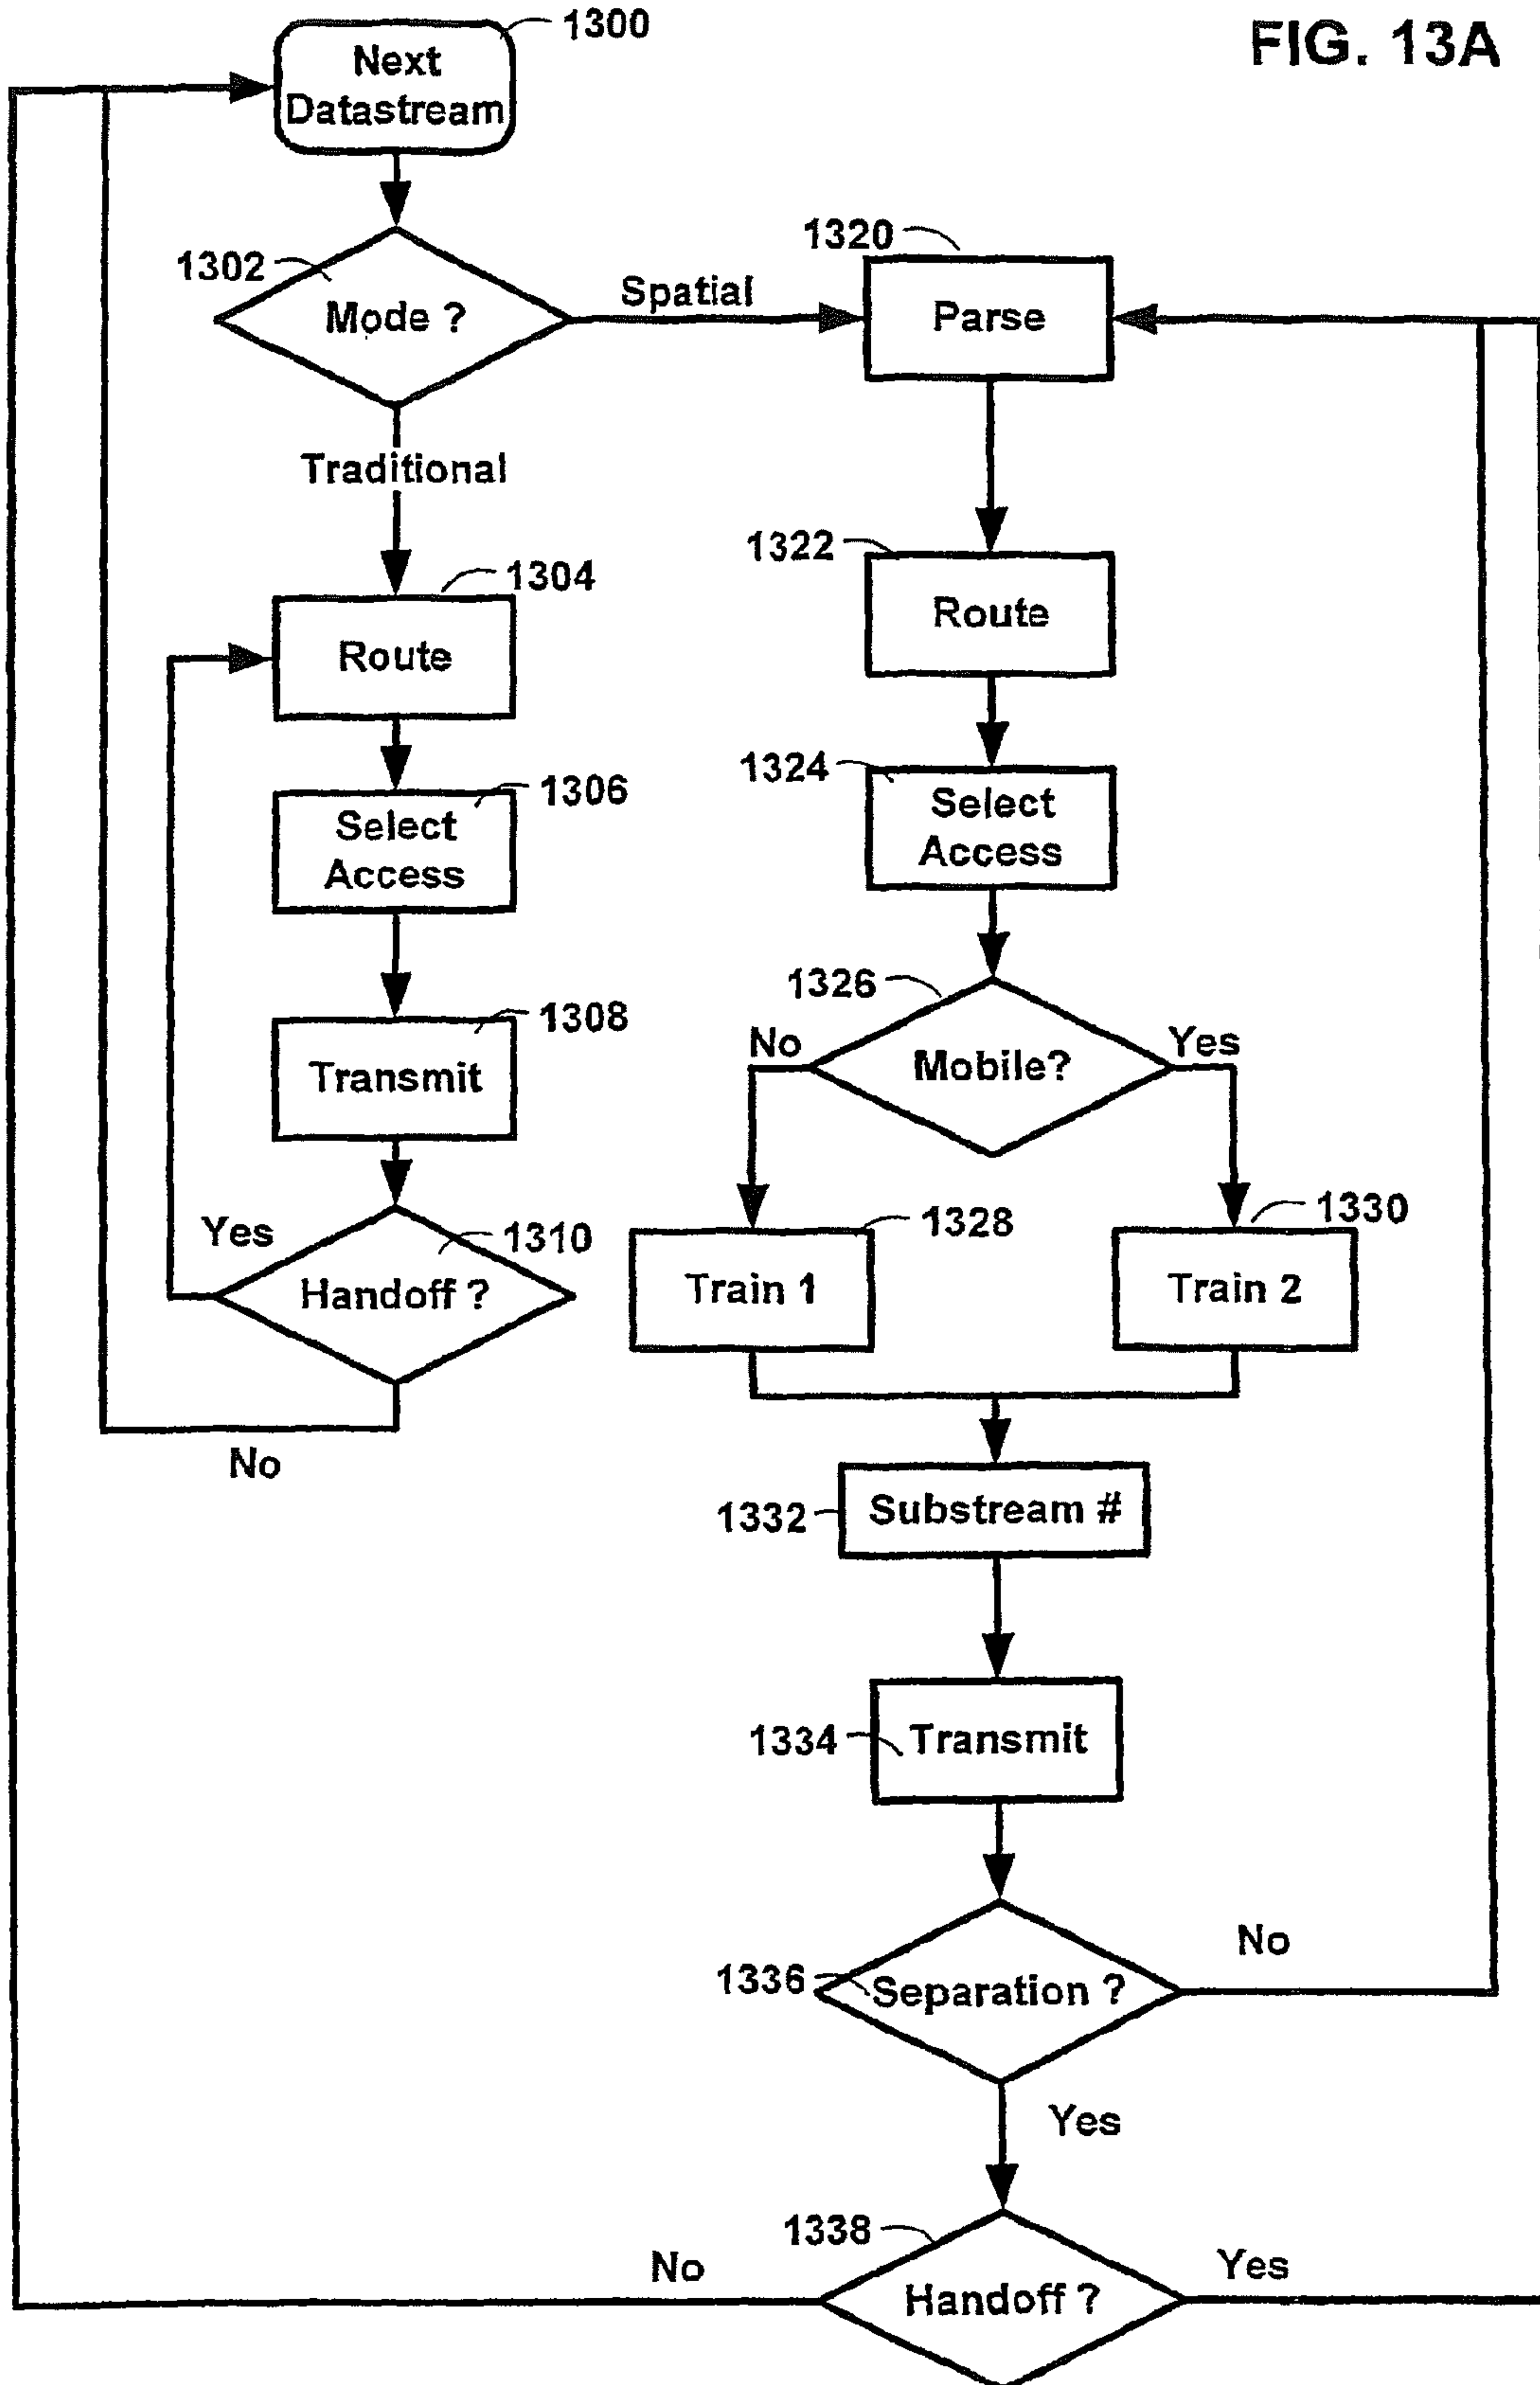 FIG. 13A
1300
Next
Datastream
1302
Mode ?
Spatial
Traditional
1304
Route
1306
Select
Access
1308
Transmit
1310
Handoff ?
Yes
No
1320
Parse
1322
Route
1324
Select
Access
1326
Mobile?
No
Yes
1328
Train 1
1330
Train 2
1332
Substream #
1334
Transmit
1336
Separation ?
No
Yes
1338
Handoff ?
No
Yes